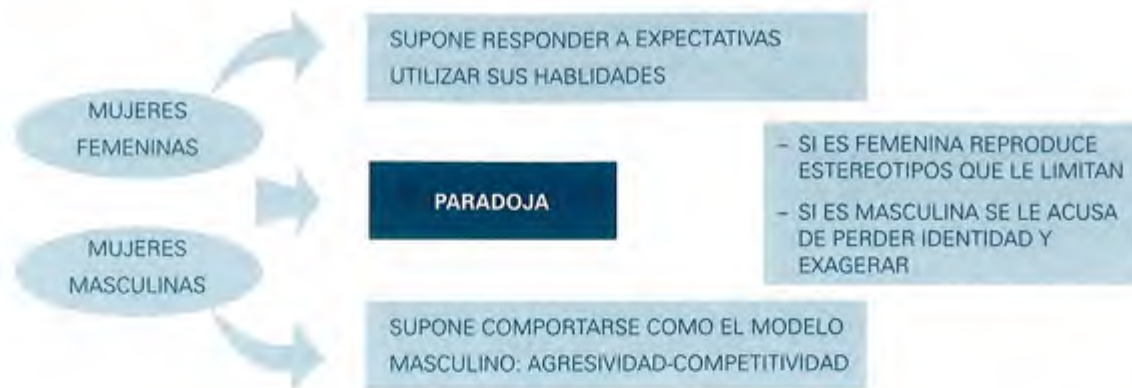 SUPONE RESPONDER A EXPECTATIVAS
UTILIZAR SUS HABLIDADES
MUJERES
FEMENINAS
PARADOJA
– SI ES FEMENINA REPRODUCE
ESTEREOTIPOS QUE LE LIMITAN
– SI ES MASCULINA SE LE ACUSA
DE PERDER IDENTIDAD Y
EXAGERAR
MUJERES
MASCULINAS
SUPONE COMPORTARSE COMO EL MODELO
MASCULINO: AGRESIVIDAD-COMPETITIVIDAD